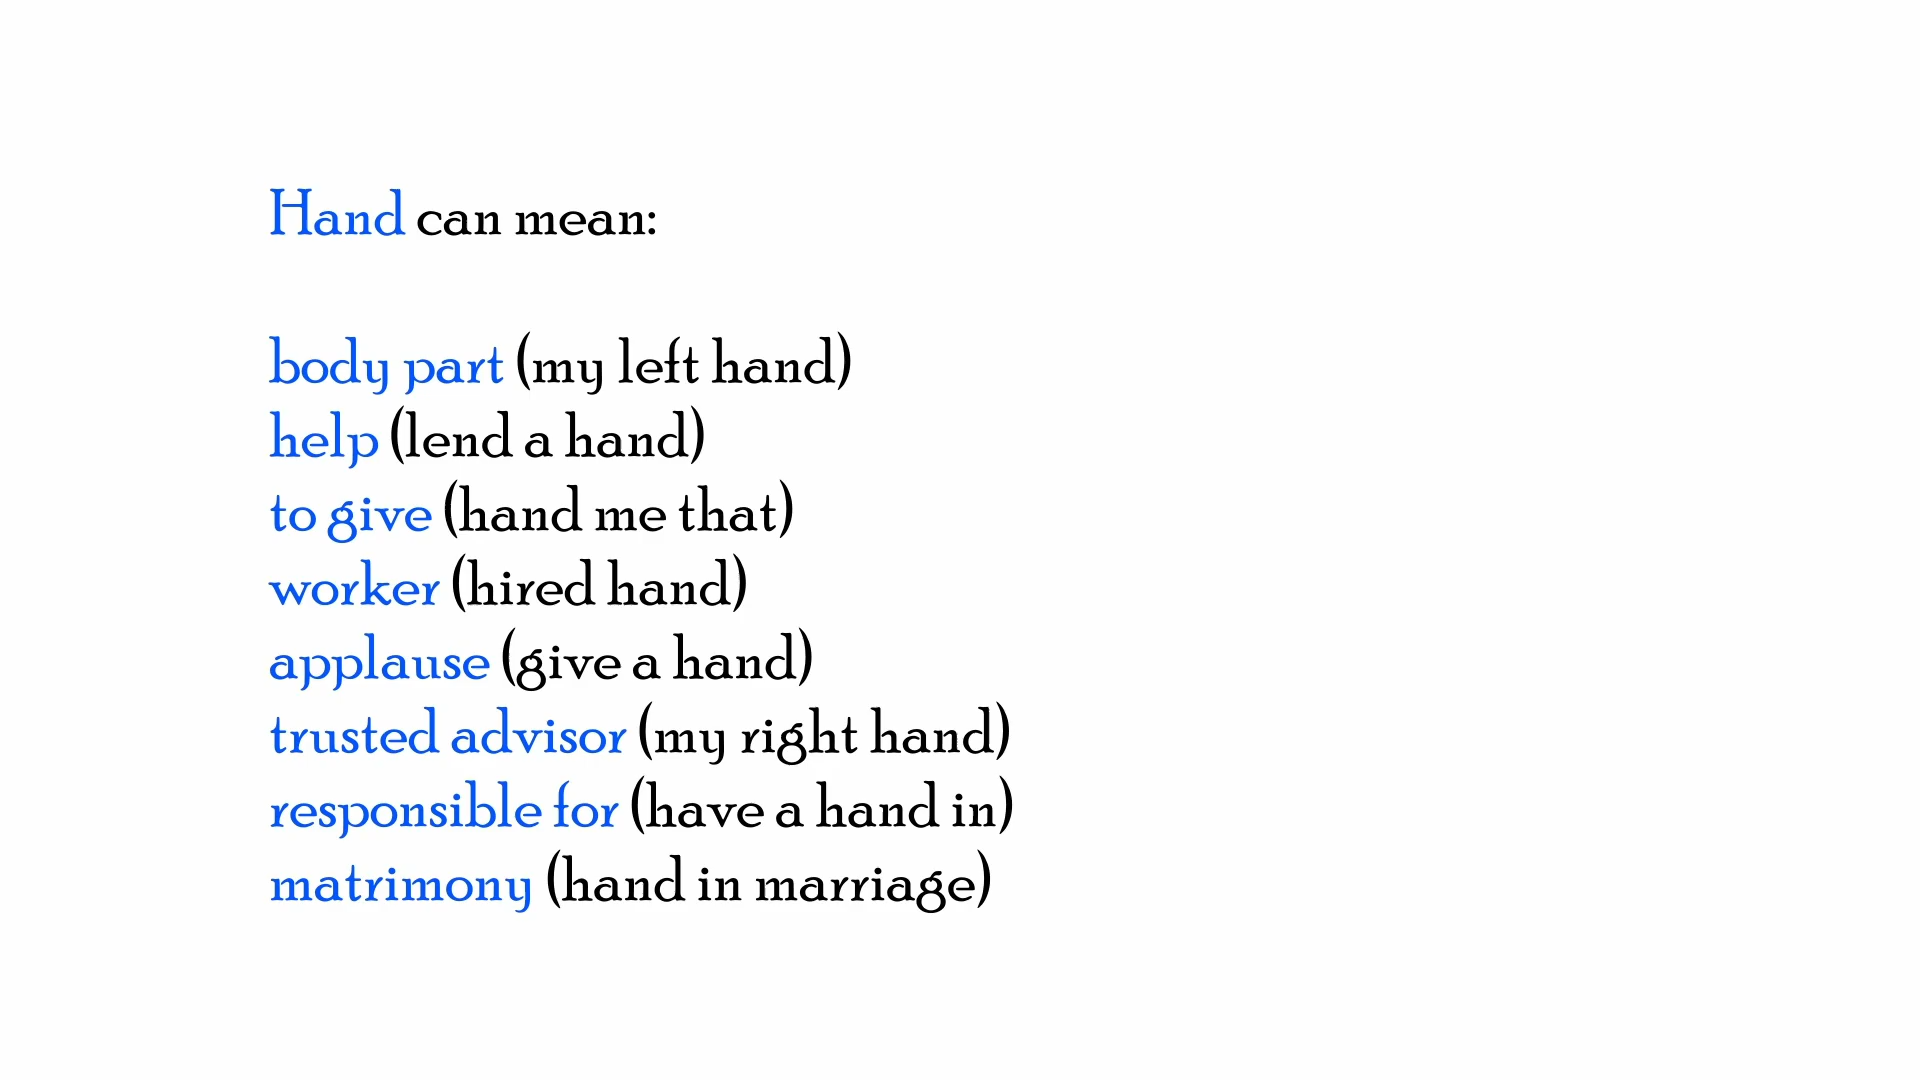 Hand can mean:
body part (my left hand)
help (lend a hand)
to give (hand me that)
worker (hired hand)
applause (give a hand)
trusted advisor (my right hand)
responsible for (have a hand in)
matrimony (hand in marriage)